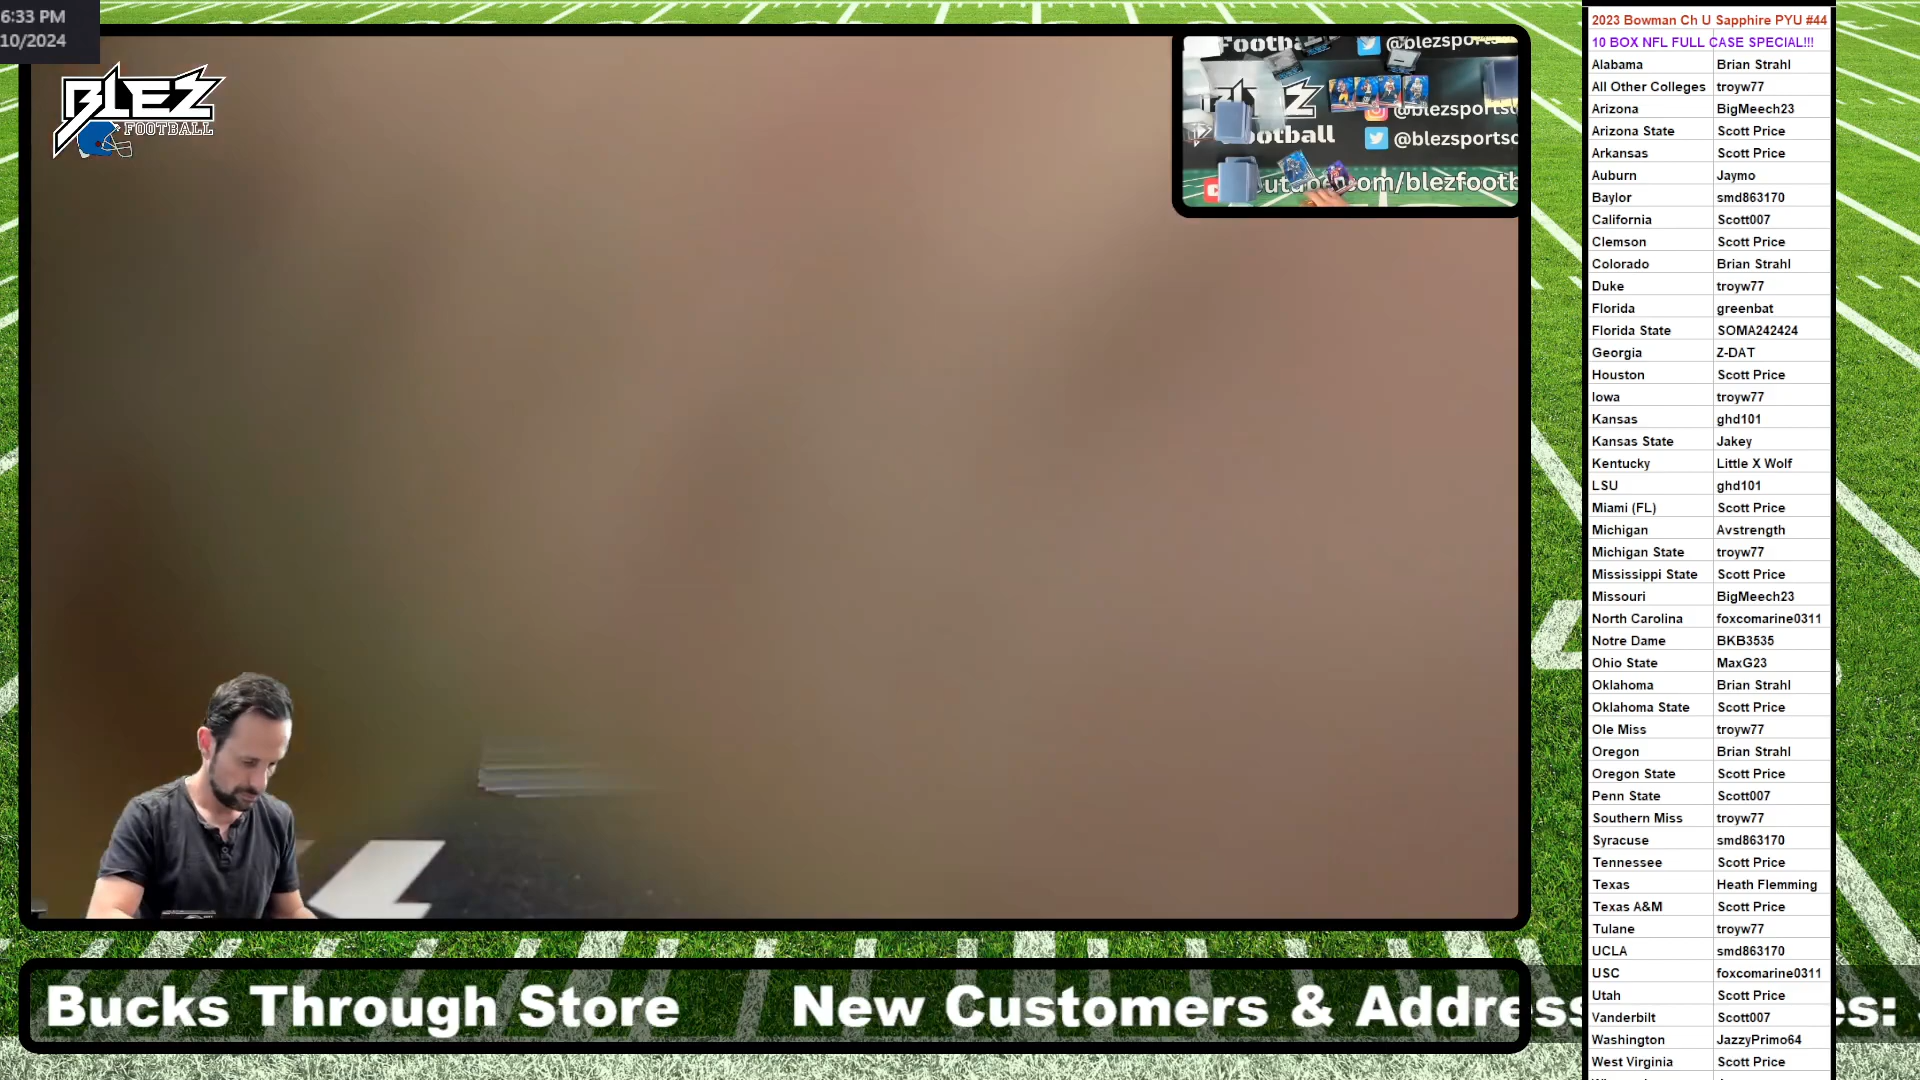 6:33 PM
10/2024
BLEZ
FOOTBALL
Football
@blezsports
@blezsportsc
Football
@blezsportsc
youtube.com/blezfootb
2023 Bowman Ch U Sapphire PYU #44
10 BOX NFL FULL CASE SPECIAL!!!
Alabama Brian Strahl
All Other Colleges troyw77
Arizona BigMeech23
Arizona State Scott Price
Arkansas Scott Price
Auburn Jaymo
Baylor smd863170
California Scott007
Clemson Scott Price
Colorado Brian Strahl
Duke troyw77
Florida greenbat
Florida State SOMA242424
Georgia Z-DAT
Houston Scott Price
Iowa troyw77
Kansas ghd101
Kansas State Jakey
Kentucky Little X Wolf
LSU ghd101
Miami (FL) Scott Price
Michigan Avstrength
Michigan State troyw77
Mississippi State Scott Price
Missouri BigMeech23
North Carolina foxcomarine0311
Notre Dame BKB3535
Ohio State MaxG23
Oklahoma Brian Strahl
Oklahoma State Scott Price
Ole Miss troyw77
Oregon Brian Strahl
Oregon State Scott Price
Penn State Scott007
Southern Miss troyw77
Syracuse smd863170
Tennessee Scott Price
Texas Heath Flemming
Texas A&M Scott Price
Tulane troyw77
UCLA smd863170
USC foxcomarine0311
Utah Scott Price
Vanderbilt Scott007
Washington JazzyPrimo64
West Virginia Scott Price
Bucks Through Store New Customers & Address es: